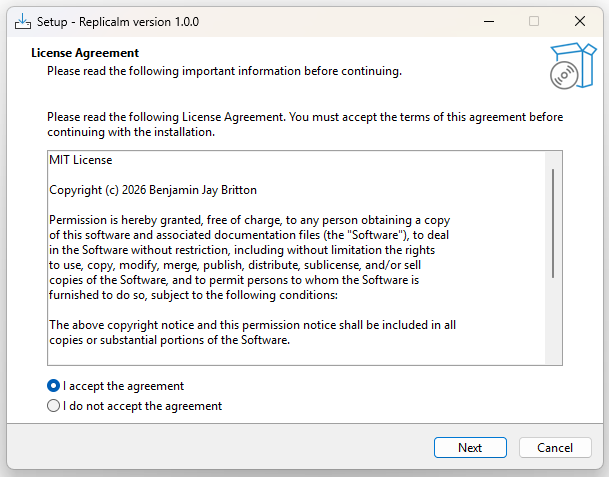 Setup - Replicalm version 1.0.0
License Agreement
Please read the following important information before continuing.
Please read the following License Agreement. You must accept the terms of this agreement before
continuing with the installation.
MIT License
Copyright (c) 2026 Benjamin Jay Britton
Permission is hereby granted, free of charge, to any person obtaining a copy
of this software and associated documentation files (the "Software"), to deal
in the Software without restriction, including without limitation the rights
to use, copy, modify, merge, publish, distribute, sublicense, and/or sell
copies of the Software, and to permit persons to whom the Software is
furnished to do so, subject to the following conditions:
The above copyright notice and this permission notice shall be included in all
copies or substantial portions of the Software.
I accept the agreement
I do not accept the agreement
Next
Cancel